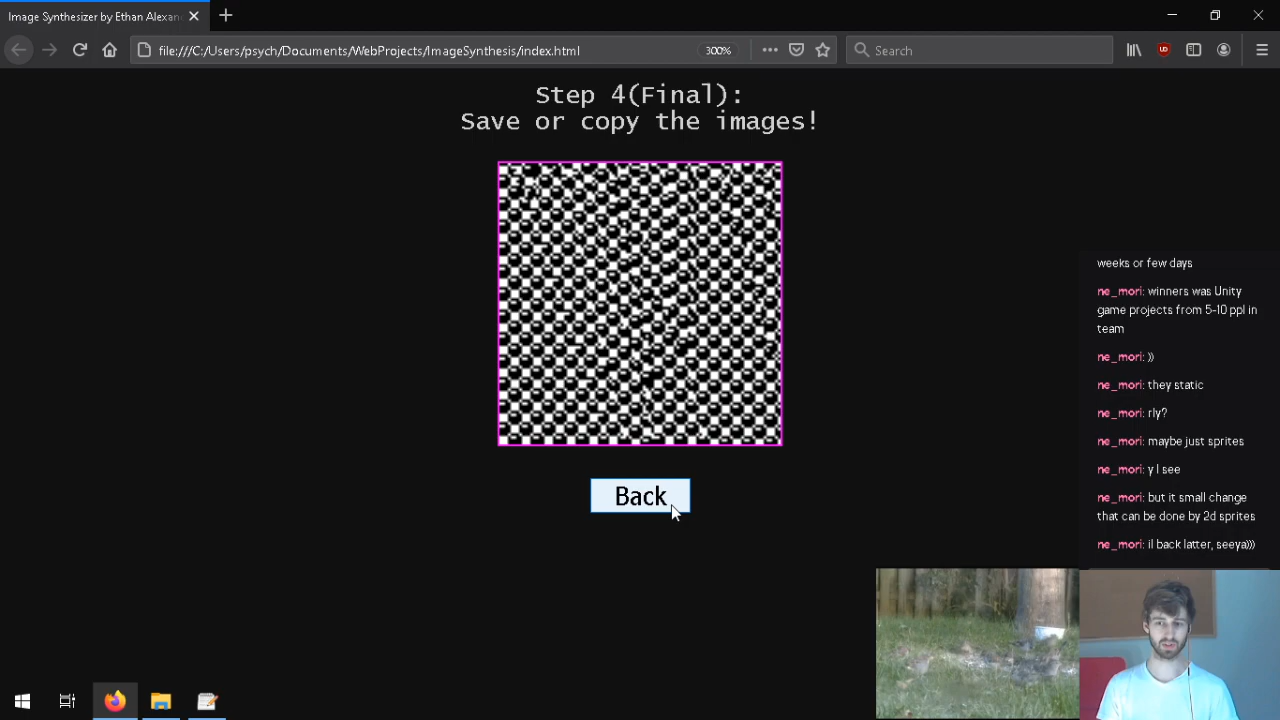 Image Synthesizer by Ethan Alexan
file:///C:/Users/psych/Documents/WebProjects/ImageSynthesis/index.html
300%
Search
Step 4(Final):
Save or copy the images!
Back
weeks or few days
ne_mori: winners was Unity
game projects from 5-10 ppl in
team
ne_mori: ))
ne_mori: they static
ne_mori: rly?
ne_mori: maybe just sprites
ne_mori: y I see
ne_mori: but it small change
that can be done by 2d sprites
ne_mori: il back latter, seeya)))